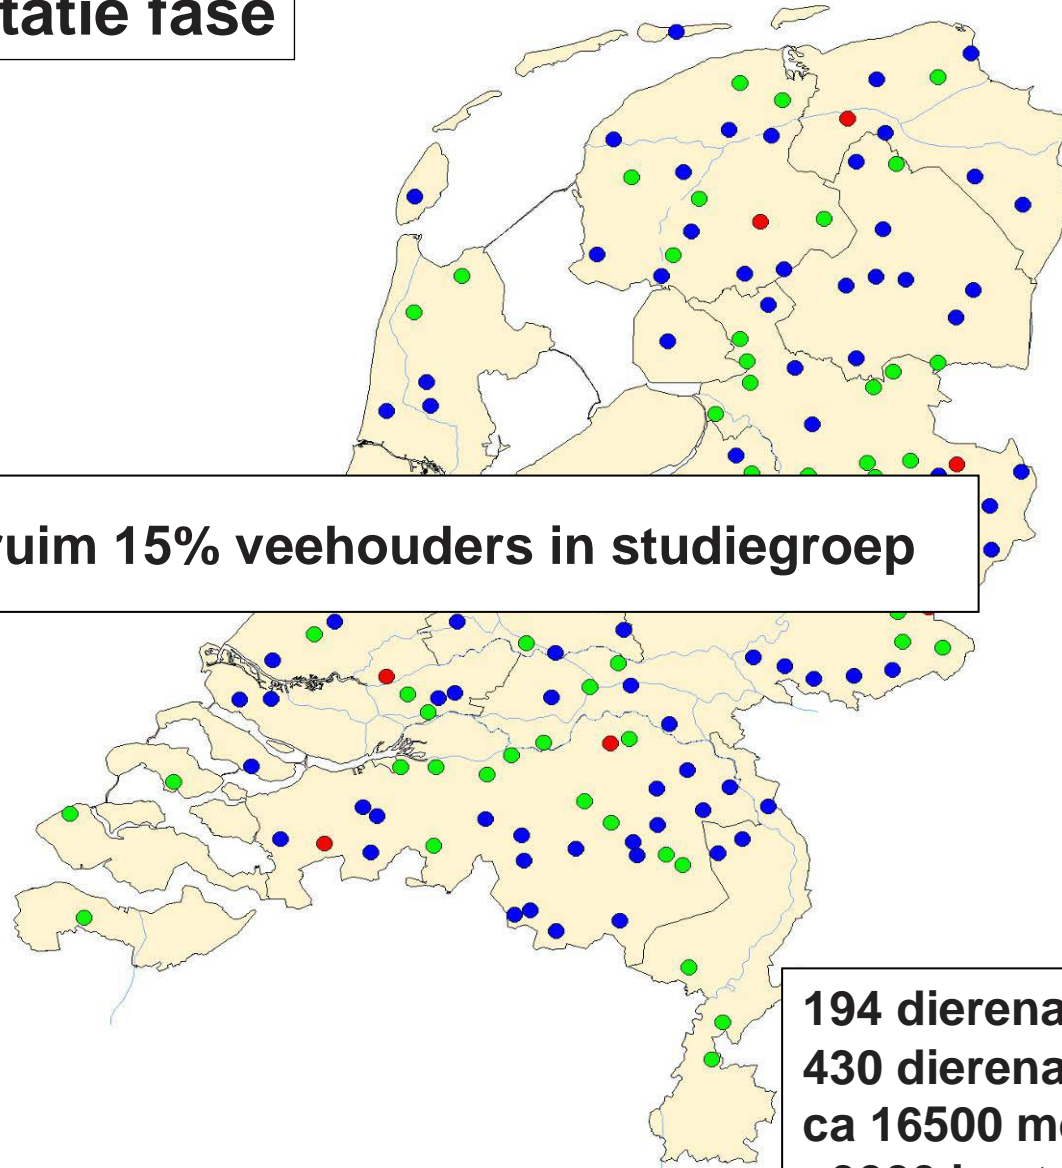 tatie fase
ruim 15% veehouders in studiegroep
194 dierena
430 dierena
ca 16500 m